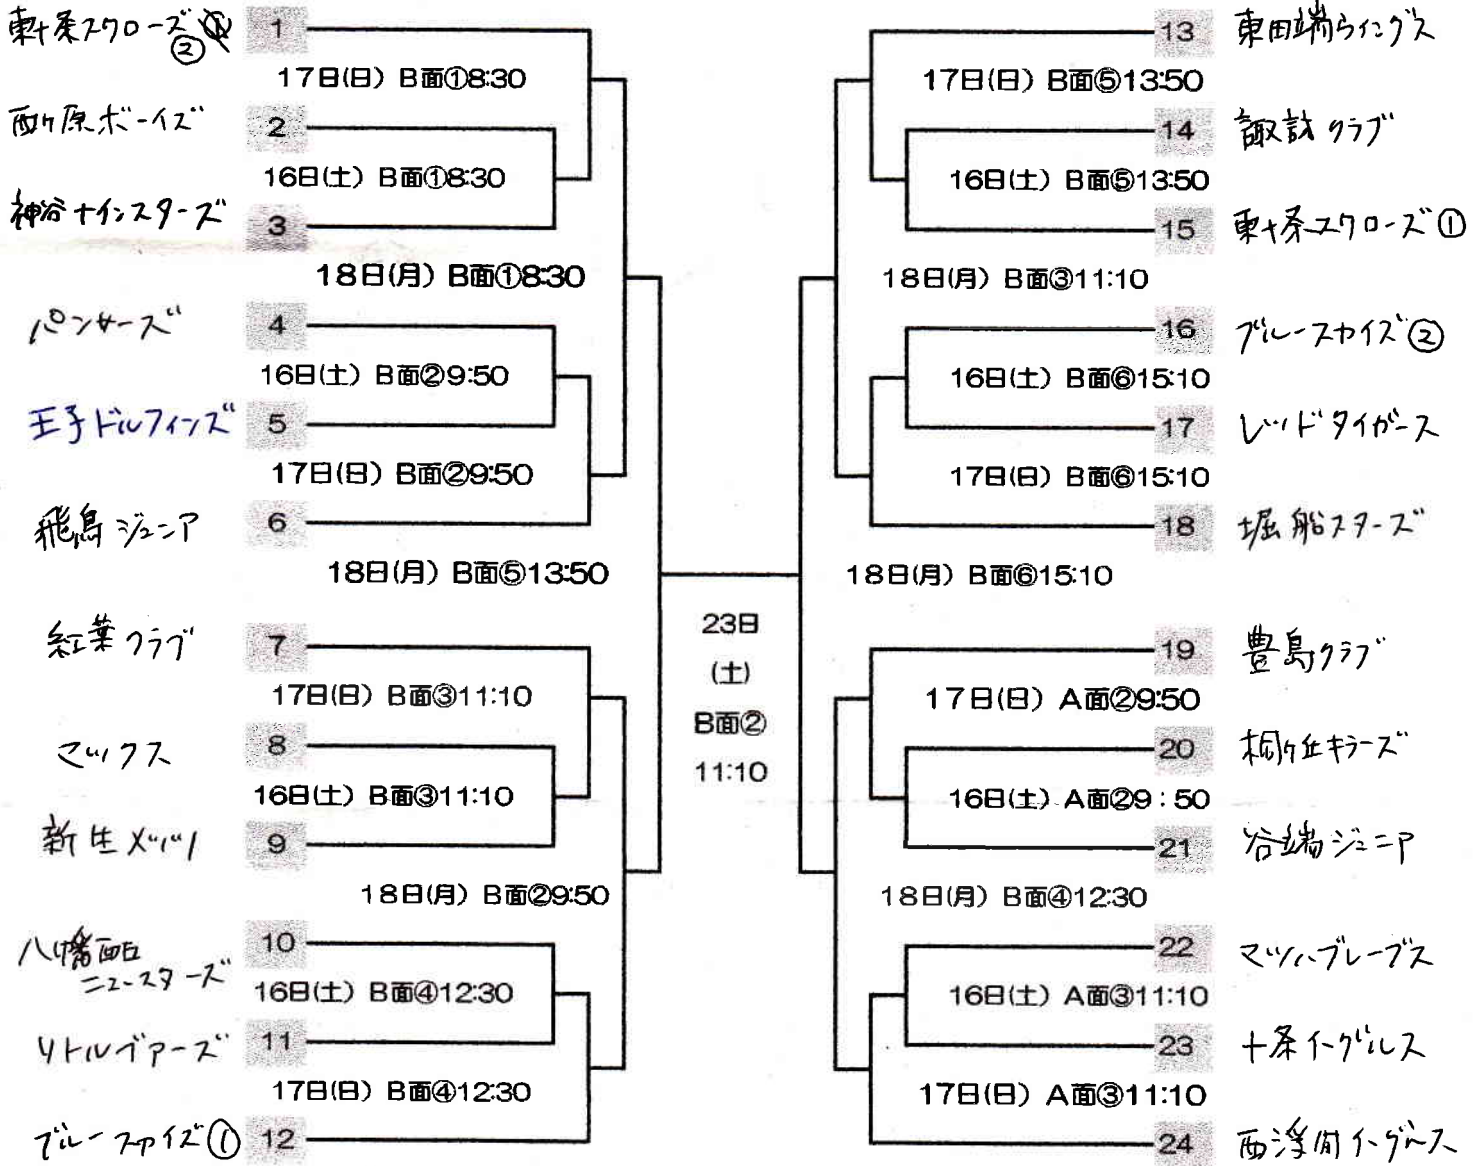 東十条スワローズ②
1
17日(日) B面①8:30
西ヶ原ボーイズ
2
16日(土) B面①8:30
神谷ナインスターズ
3
18日(月) B面①8:30
パンサーズ
4
16日(土) B面②9:50
王子ドルフィンズ
5
17日(日) B面②9:50
飛鳥ジュニア
6
18日(月) B面⑤13:50
紅葉クラブ
7
17日(日) B面③11:10
マックス
8
16日(土) B面③11:10
新生メッツ
9
18日(月) B面②9:50
八幡西丘
ニュースターズ
10
16日(土) B面④12:30
リトルベアーズ
11
17日(日) B面④12:30
ブルースカイズ①
12
23日
(土)
B面②
11:10
13
東田端ウイングス
17日(日) B面⑤13:50
14
諏訪クラブ
16日(土) B面⑤13:50
15
東十条スワローズ①
18日(月) B面③11:10
16
ブルースカイズ②
16日(土) B面⑥15:10
17
レッドタイガース
17日(日) B面⑥15:10
18
堀船スターズ
18日(月) B面⑥15:10
19
豊島クラブ
17日(日) A面②9:50
20
桐ヶ丘キラーズ
16日(土) A面②9:50
21
谷端ジュニア
18日(月) B面④12:30
22
マッハブレーブス
16日(土) A面③11:10
23
十条イーグルス
17日(日) A面③11:10
24
西浮間イーグルス